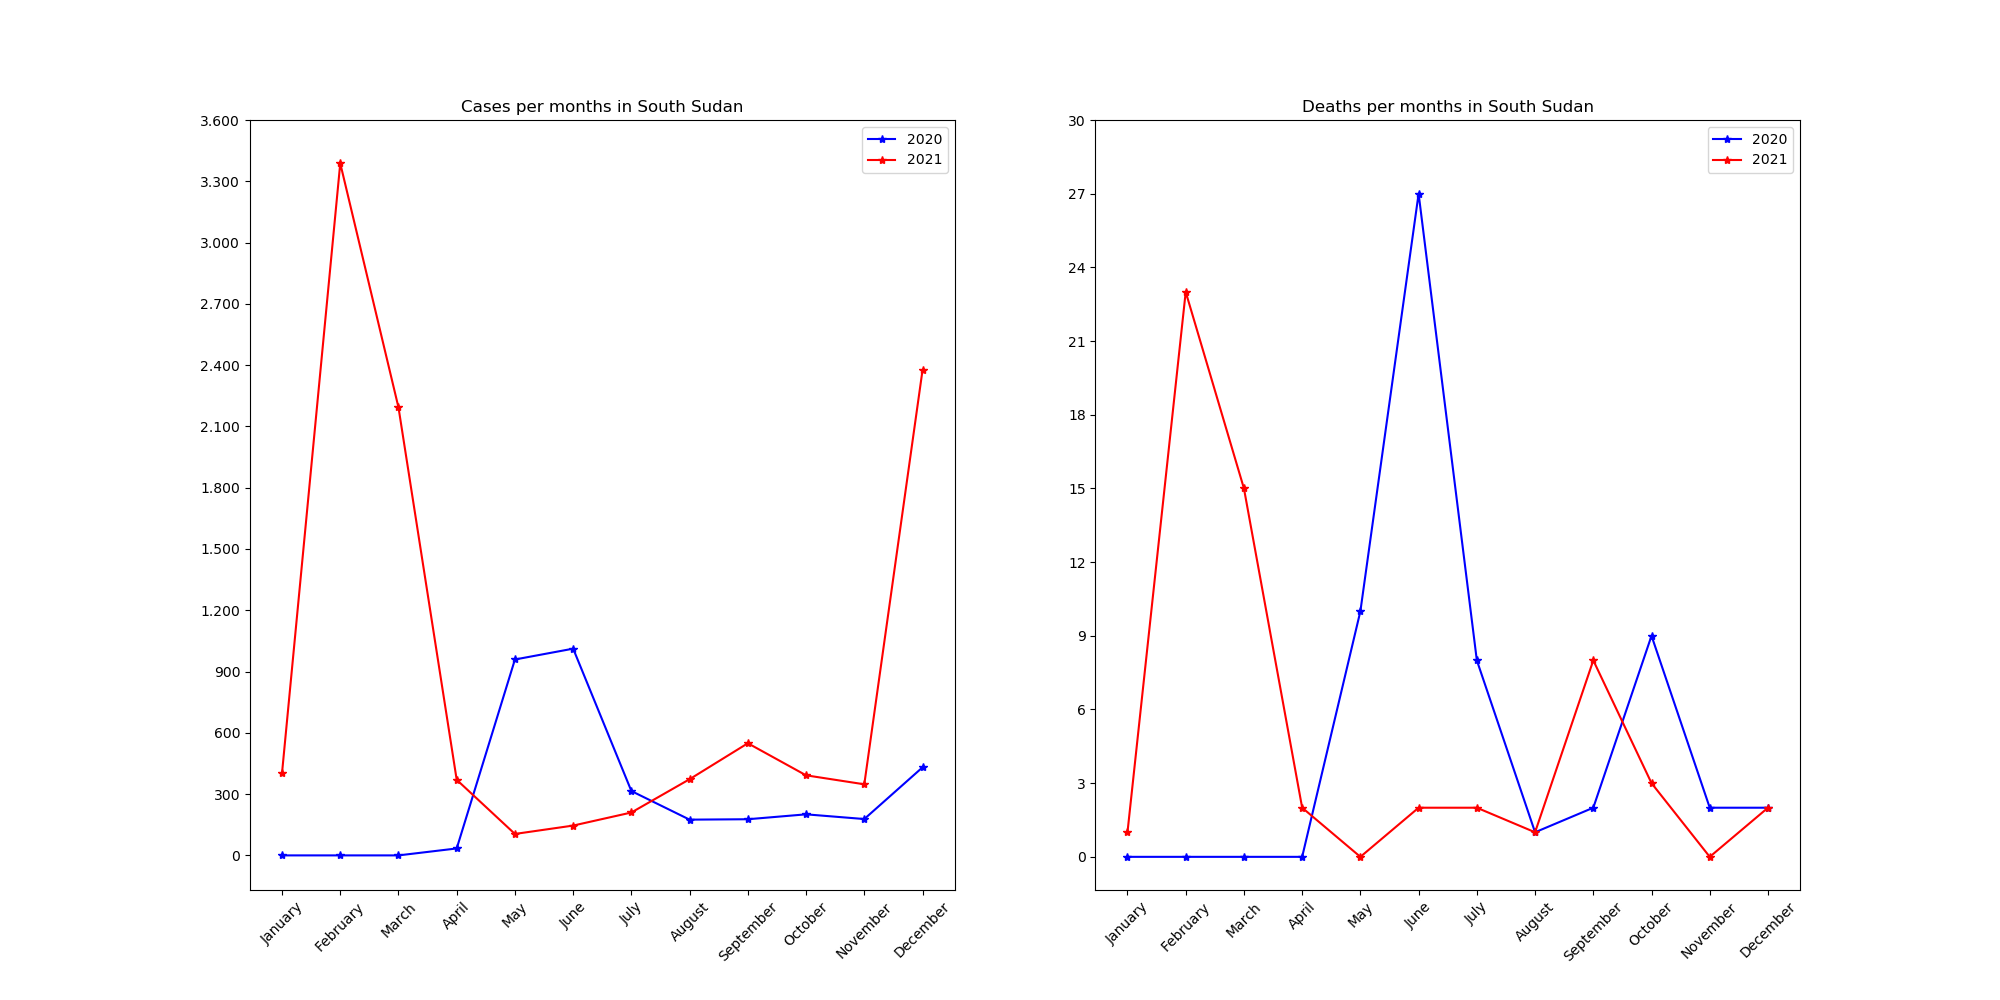 Cases per months in South Sudan
3.600
3.300
3.000
2.700
2.400
2.100
1.800
1.500
1.200
900
600
300
0
January
February
March
April
May
June
July
August
September
October
November
December
2020
2021
Deaths per months in South Sudan
30
27
24
21
18
15
12
9
6
3
0
January
February
March
April
May
June
July
August
September
October
November
December
2020
2021